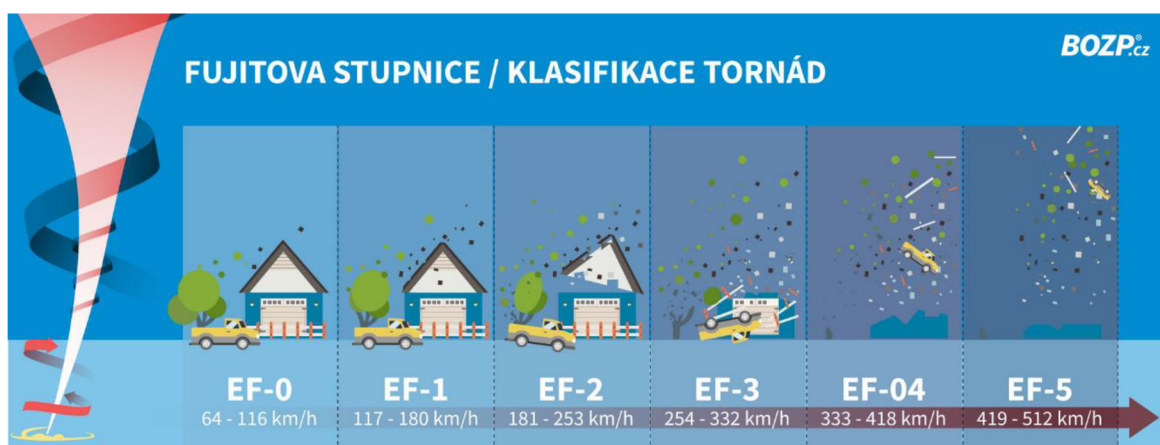 BOZP®.cz
FUJITOVA STUPNICE / KLASIFIKACE TORNÁD
EF-0 EF-1 EF-2 EF-3 EF-04 EF-5
64 - 116 km/h 117 - 180 km/h 181 - 253 km/h 254 - 332 km/h 333 - 418 km/h 419 - 512 km/h